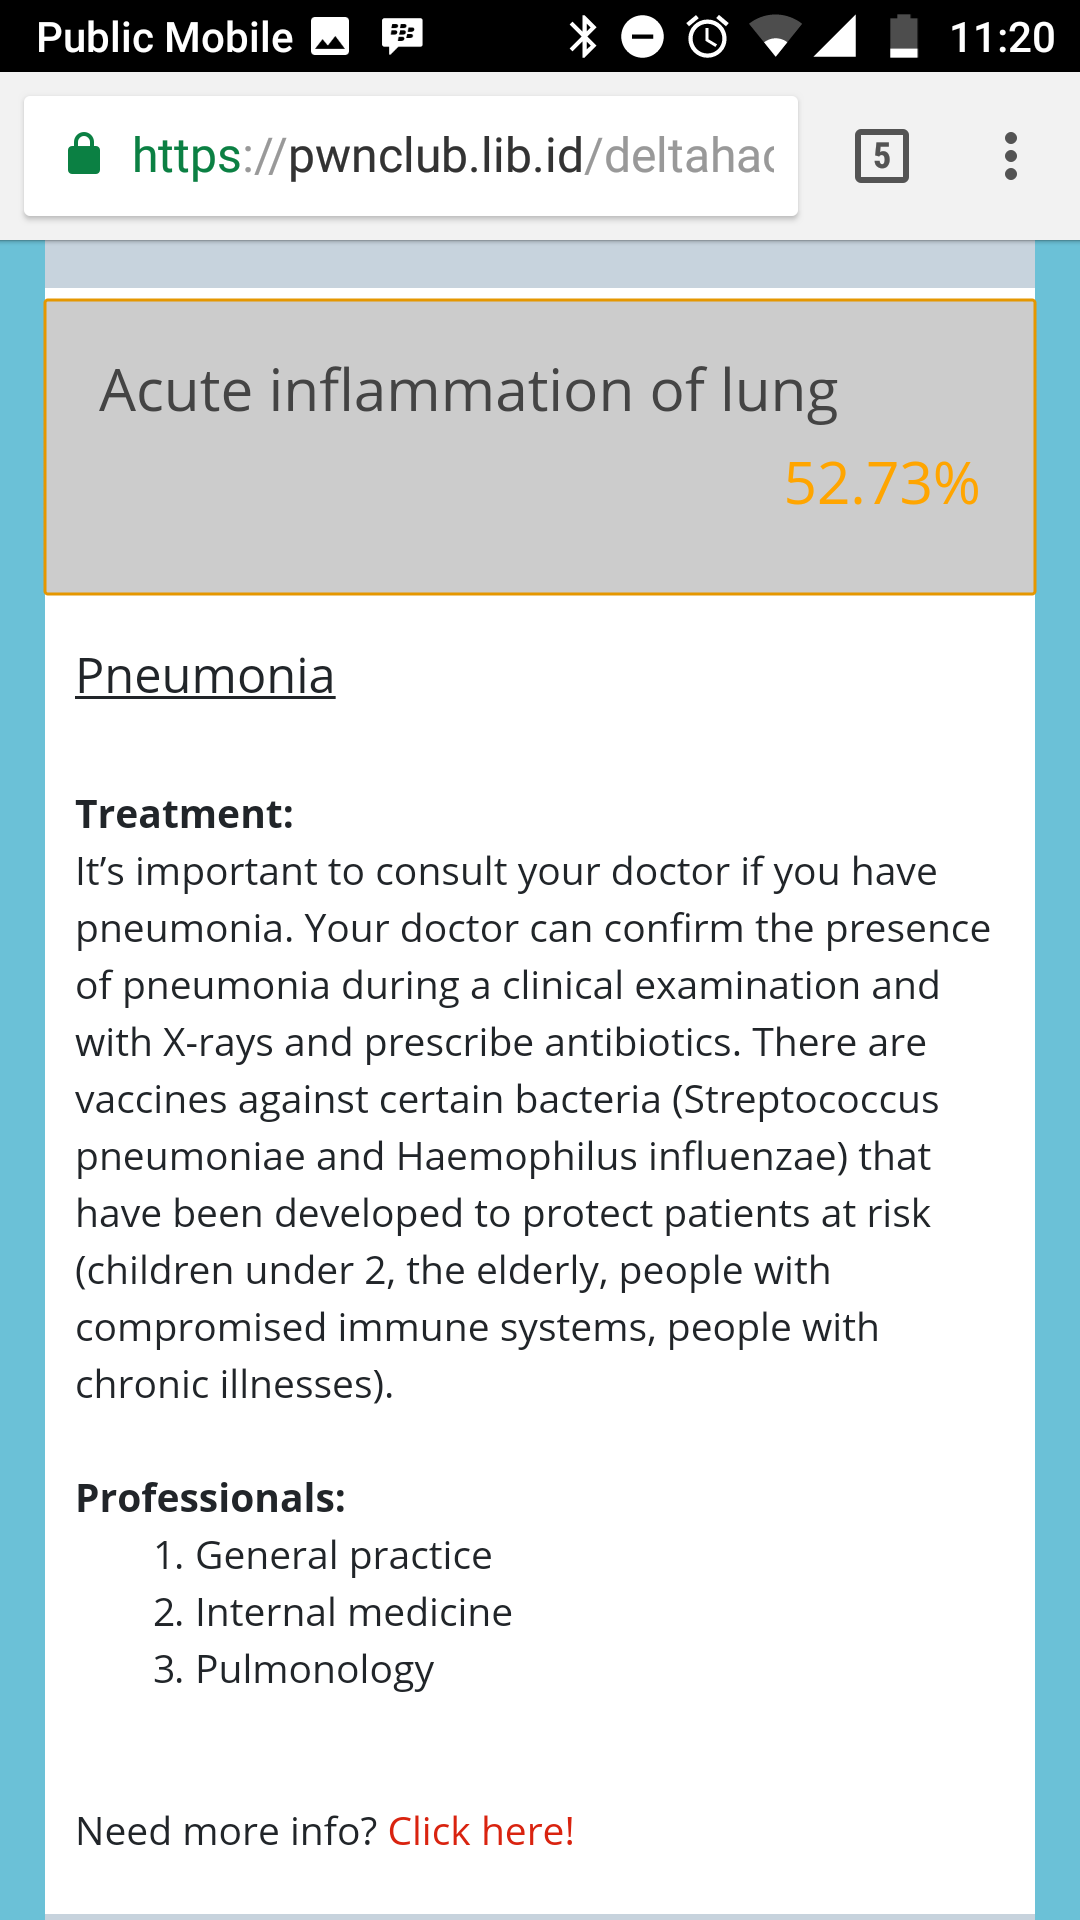 Public Mobile 11:20
https://pwnclub.lib.id/deltahac 5
Acute inflammation of lung
52.73%
Pneumonia
Treatment:
It’s important to consult your doctor if you have
pneumonia. Your doctor can confirm the presence
of pneumonia during a clinical examination and
with X-rays and prescribe antibiotics. There are
vaccines against certain bacteria (Streptococcus
pneumoniae and Haemophilus influenzae) that
have been developed to protect patients at risk
(children under 2, the elderly, people with
compromised immune systems, people with
chronic illnesses).
Professionals:
1. General practice
2. Internal medicine
3. Pulmonology
Need more info? Click here!